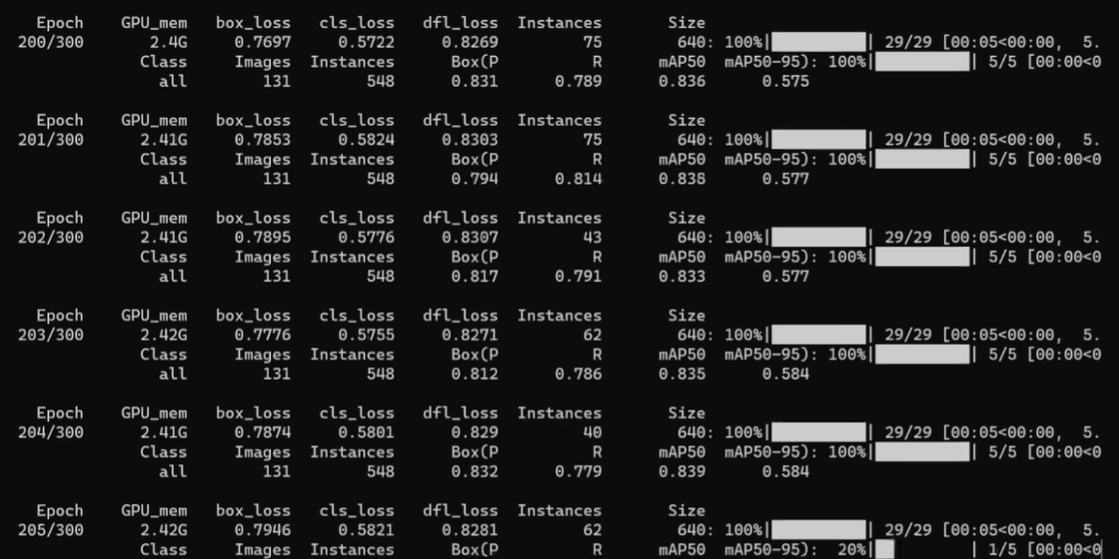 Epoch GPU_mem box_loss cls_loss dfl_loss Instances Size
200/300 2.4G 0.7697 0.5722 0.8269 75 640: 100%|██████████| 29/29 [00:05<00:00, 5.
Class Images Instances Box(P R mAP50 mAP50-95): 100%|██████████| 5/5 [00:00<0
all 131 548 0.831 0.789 0.836 0.575
Epoch GPU_mem box_loss cls_loss dfl_loss Instances Size
201/300 2.41G 0.7853 0.5824 0.8303 75 640: 100%|██████████| 29/29 [00:05<00:00, 5.
Class Images Instances Box(P R mAP50 mAP50-95): 100%|██████████| 5/5 [00:00<0
all 131 548 0.794 0.814 0.838 0.577
Epoch GPU_mem box_loss cls_loss dfl_loss Instances Size
202/300 2.41G 0.7895 0.5776 0.8307 43 640: 100%|██████████| 29/29 [00:05<00:00, 5.
Class Images Instances Box(P R mAP50 mAP50-95): 100%|██████████| 5/5 [00:00<0
all 131 548 0.817 0.791 0.833 0.577
Epoch GPU_mem box_loss cls_loss dfl_loss Instances Size
203/300 2.42G 0.7776 0.5755 0.8271 62 640: 100%|██████████| 29/29 [00:05<00:00, 5.
Class Images Instances Box(P R mAP50 mAP50-95): 100%|██████████| 5/5 [00:00<0
all 131 548 0.812 0.786 0.835 0.584
Epoch GPU_mem box_loss cls_loss dfl_loss Instances Size
204/300 2.41G 0.7874 0.5801 0.829 40 640: 100%|██████████| 29/29 [00:05<00:00, 5.
Class Images Instances Box(P R mAP50 mAP50-95): 100%|██████████| 5/5 [00:00<0
all 131 548 0.832 0.779 0.839 0.584
Epoch GPU_mem box_loss cls_loss dfl_loss Instances Size
205/300 2.42G 0.7946 0.5821 0.8281 62 640: 100%|██████████| 29/29 [00:05<00:00, 5.
Class Images Instances Box(P R mAP50 mAP50-95): 20%|██ | 1/5 [00:00<0